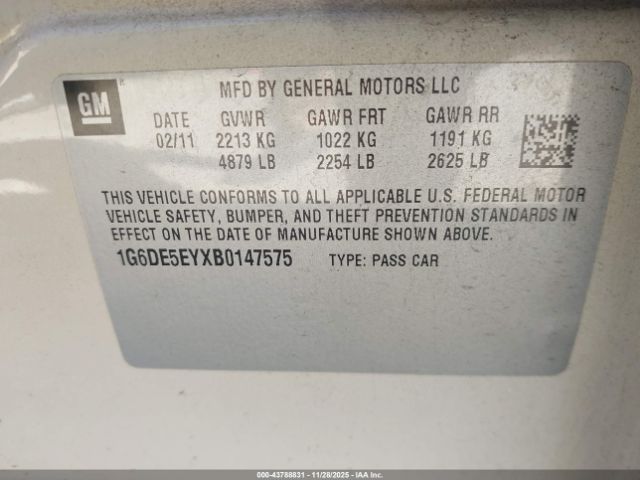 GM
MFD BY GENERAL MOTORS LLC
DATE GVWR GAWR FRT GAWR RR
02/11 2213 KG 1022 KG 1191 KG
4879 LB 2254 LB 2625 LB
THIS VEHICLE CONFORMS TO ALL APPLICABLE U.S. FEDERAL MOTOR
VEHICLE SAFETY, BUMPER, AND THEFT PREVENTION STANDARDS IN
EFFECT ON THE DATE OF MANUFACTURE SHOWN ABOVE.
1G6DE5EYXB0147575 TYPE: PASS CAR
000-43788831 - 11/28/2025 - IAA Inc.